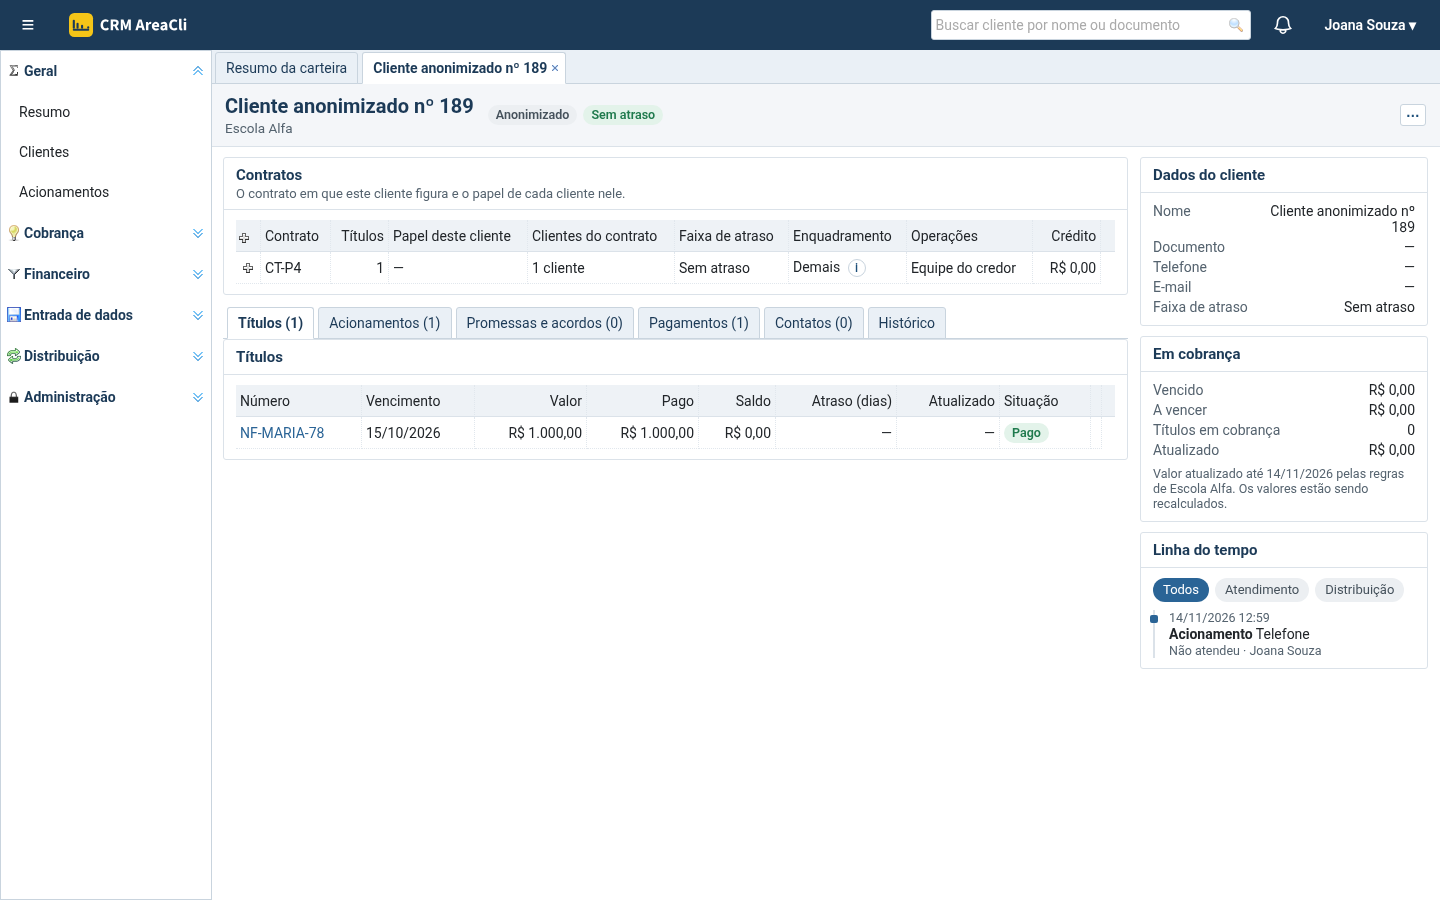 CRM AreaCli
Buscar cliente por nome ou documento
Joana Souza ▾
Geral
Resumo
Clientes
Acionamentos
Cobrança
Financeiro
Entrada de dados
Distribuição
Administração
Resumo da carteira
Cliente anonimizado nº 189 ×
Cliente anonimizado nº 189
Anonimizado
Sem atraso
Escola Alfa
...
Contratos
O contrato em que este cliente figura e o papel de cada cliente nele.
Contrato Títulos Papel deste cliente Clientes do contrato Faixa de atraso Enquadramento Operações Crédito
CT-P4 1 — 1 cliente Sem atraso Demais i Equipe do credor R$ 0,00
Títulos (1) Acionamentos (1) Promessas e acordos (0) Pagamentos (1) Contatos (0) Histórico
Títulos
Número Vencimento Valor Pago Saldo Atraso (dias) Atualizado Situação
NF-MARIA-78 15/10/2026 R$ 1.000,00 R$ 1.000,00 R$ 0,00 — — Pago
Dados do cliente
Nome Cliente anonimizado nº
189
Documento —
Telefone —
E-mail —
Faixa de atraso Sem atraso
Em cobrança
Vencido R$ 0,00
A vencer R$ 0,00
Títulos em cobrança 0
Atualizado R$ 0,00
Valor atualizado até 14/11/2026 pelas regras
de Escola Alfa. Os valores estão sendo
recalculados.
Linha do tempo
Todos Atendimento Distribuição
14/11/2026 12:59
Acionamento Telefone
Não atendeu · Joana Souza